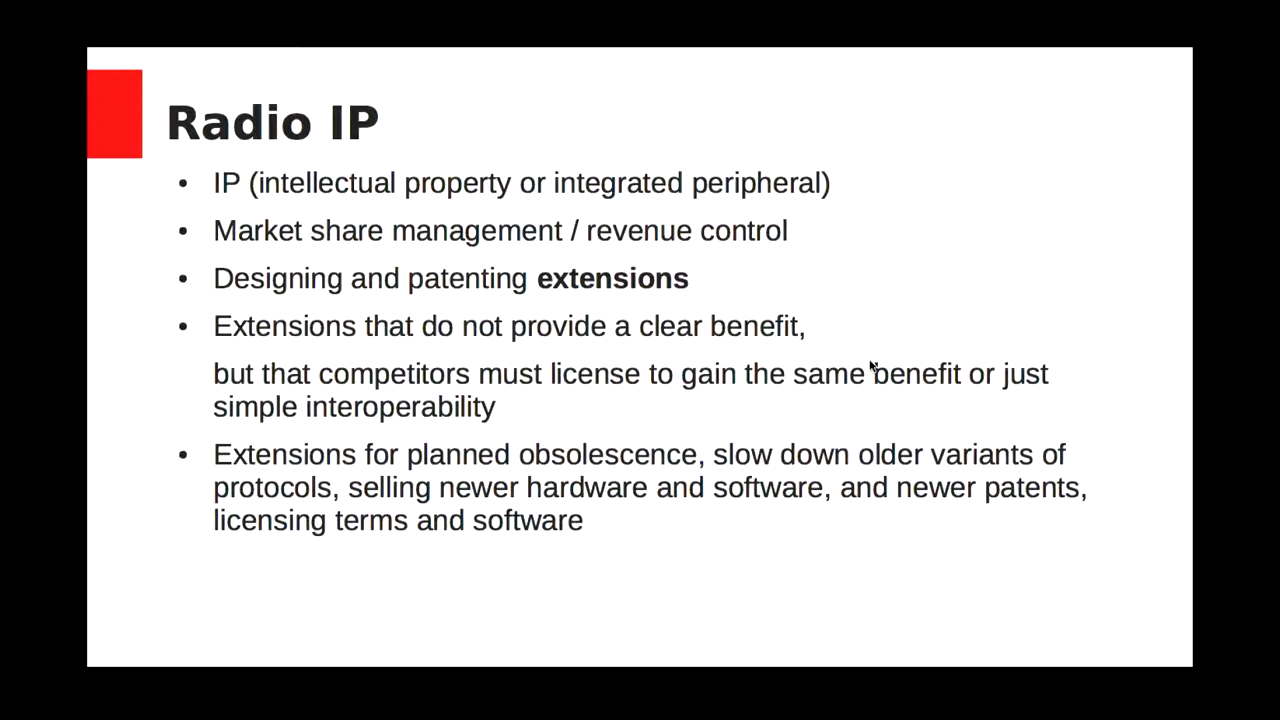 Radio IP
• IP (intellectual property or integrated peripheral)
• Market share management / revenue control
• Designing and patenting extensions
• Extensions that do not provide a clear benefit,
but that competitors must license to gain the same benefit or just
simple interoperability
• Extensions for planned obsolescence, slow down older variants of
protocols, selling newer hardware and software, and newer patents,
licensing terms and software